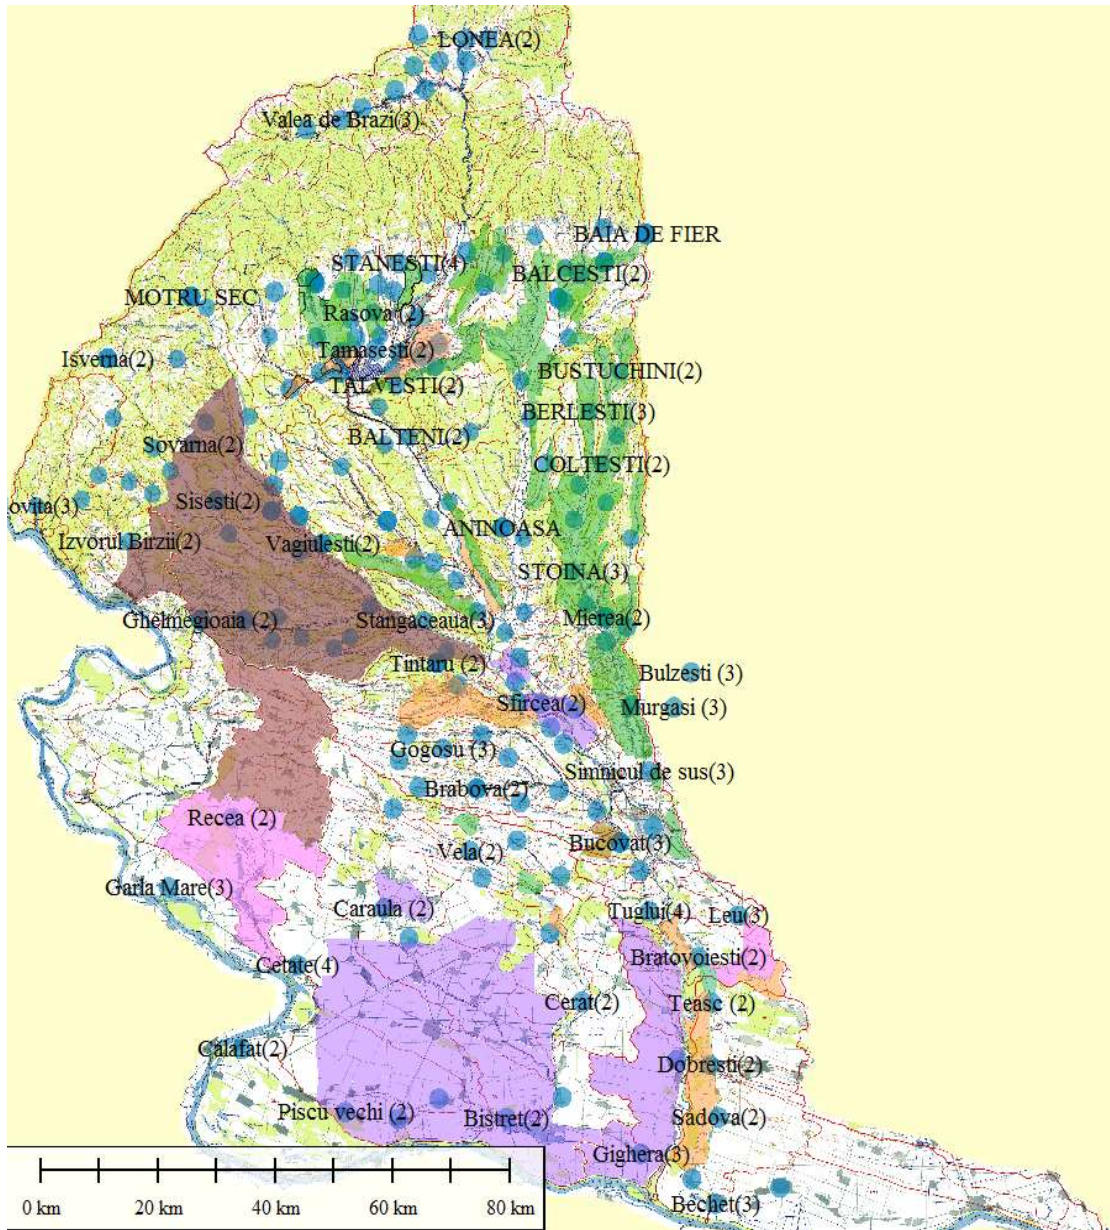 LONEA(2)
Valea de Brazi(3)
BAIA DE FIER
STANESTI(4)
BALCESTI(2)
MOTRU SEC
Rasova (2)
Tamasesti(2)
Isverna(2)
BUSTUCHINI(2)
TALVESTI(2)
BERLESTI(3)
BALTENI(2)
Sovarna(2)
COLTESTI(2)
Sisesti(2)
ovita(3)
ANINOASA
Izvorul Birzii(2)
Vagiulesti(2)
STOINA(3)
Ghelmegioaia (2)
Stangaceaua(3)
Mierea(2)
Tintaru (2)
Bulzesti (3)
Sfircea(2)
Murgasi (3)
Gogosu (3)
Simnicul de sus(3)
Brabova(2)
Recea (2)
Bucovat(3)
Vela(2)
Garla Mare(3)
Caraula (2)
Tuglui(4)
Leu(3)
Bratovoiesti(2)
Cetate(4)
Cerat(2)
Teasc (2)
Calafat(2)
Dobresti(2)
Piscu vechi (2)
Bistret(2)
Sadova(2)
Gighera(3)
Bechet(3)
0 km 20 km 40 km 60 km 80 km